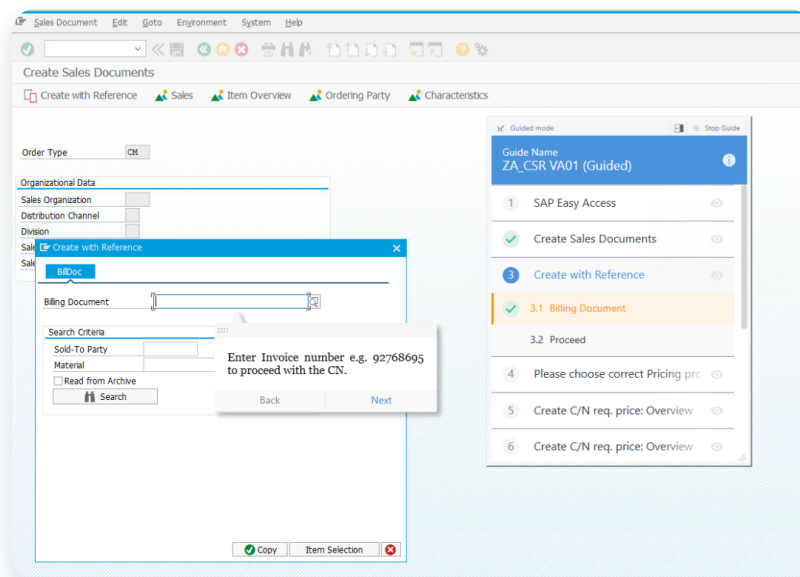 Sales Document Edit Goto Environment System Help
Create Sales Documents
Create with Reference Sales Item Overview Ordering Party Characteristics
Order Type CM
Organizational Data
Sales Organization
Distribution Channel
Division
Sale
Sale
Create with Reference
BillDoc
Billing Document
Search Criteria
Sold-To Party
Material
Read from Archive
Search
Enter Invoice number e.g. 92768695
to proceed with the CN.
Back Next
Copy Item Selection
Guided mode Stop Guide
Guide Name
ZA_CSR VA01 (Guided)
1 SAP Easy Access
Create Sales Documents
3 Create with Reference
3.1 Billing Document
3.2 Proceed
4 Please choose correct Pricing pro
5 Create C/N req. price: Overview
6 Create C/N req. price: Overview